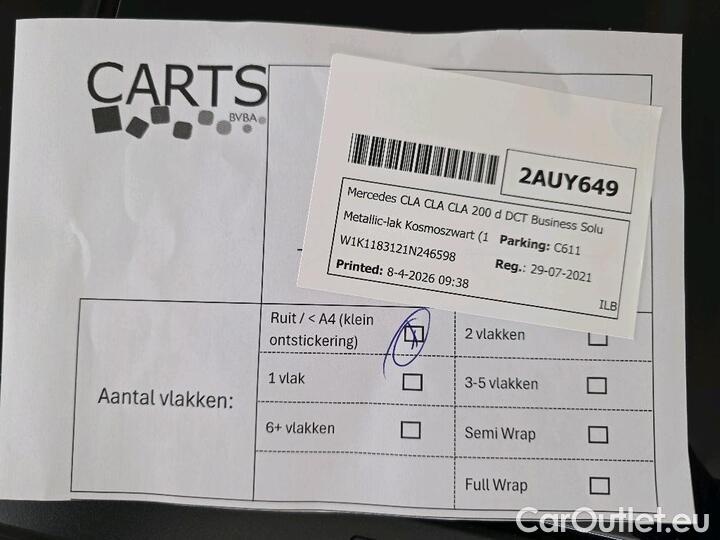 CARTS
BVBA
2AUY649
Mercedes CLA CLA CLA 200 d DCT Business Solu
Metallic-lak Kosmoszwart (1
Parking: C611
W1K1183121N246598
Reg.: 29-07-2021
Printed: 8-4-2026 09:38
ILB
Aantal vlakken:
Ruit / < A4 (klein
ontstickering)
2 vlakken
1 vlak
3-5 vlakken
6+ vlakken
Semi Wrap
Full Wrap
CarOutlet.eu